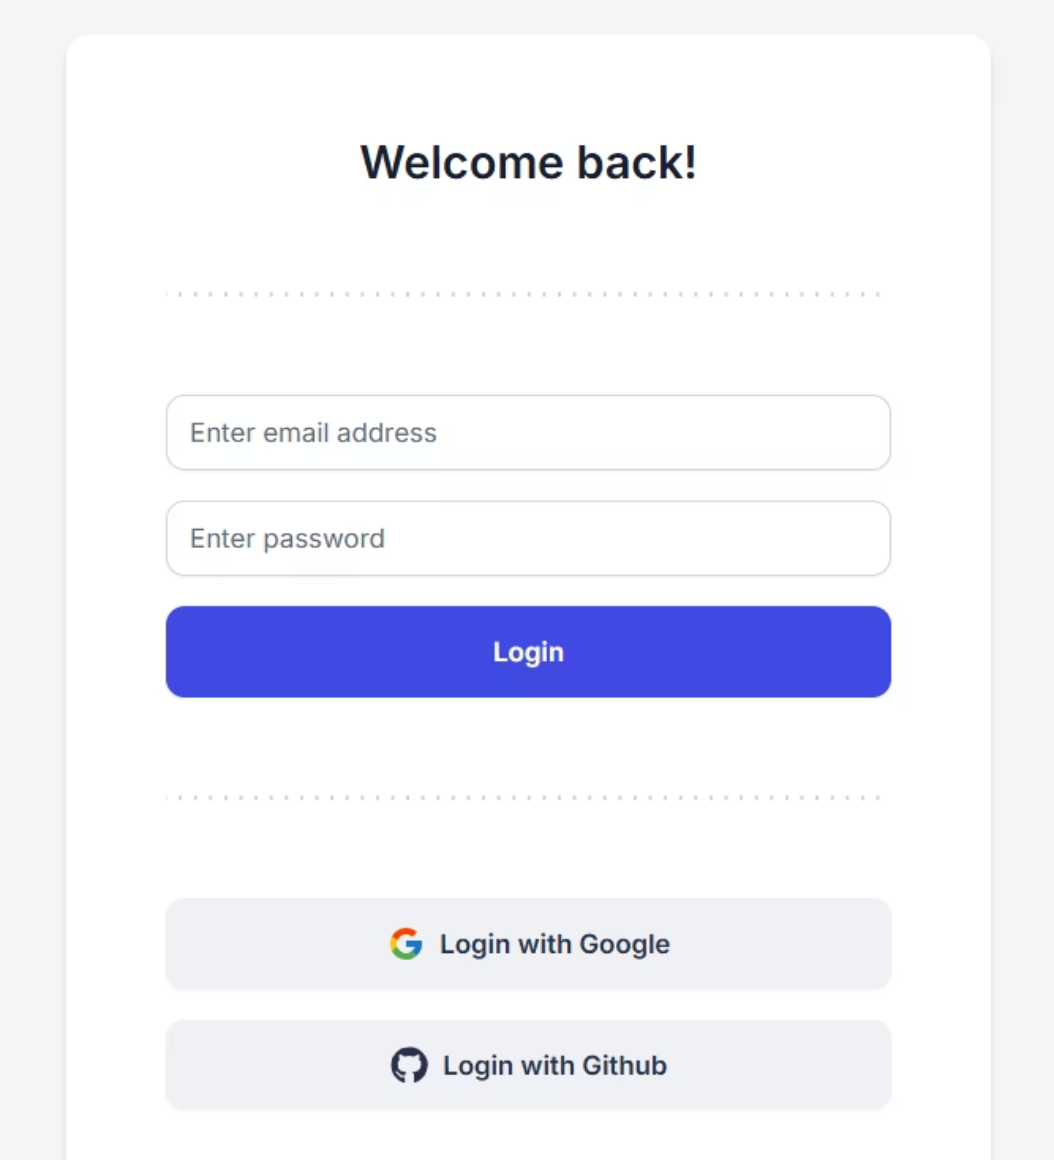 Welcome back!
Enter email address
Enter password
Login
Login with Google
Login with Github